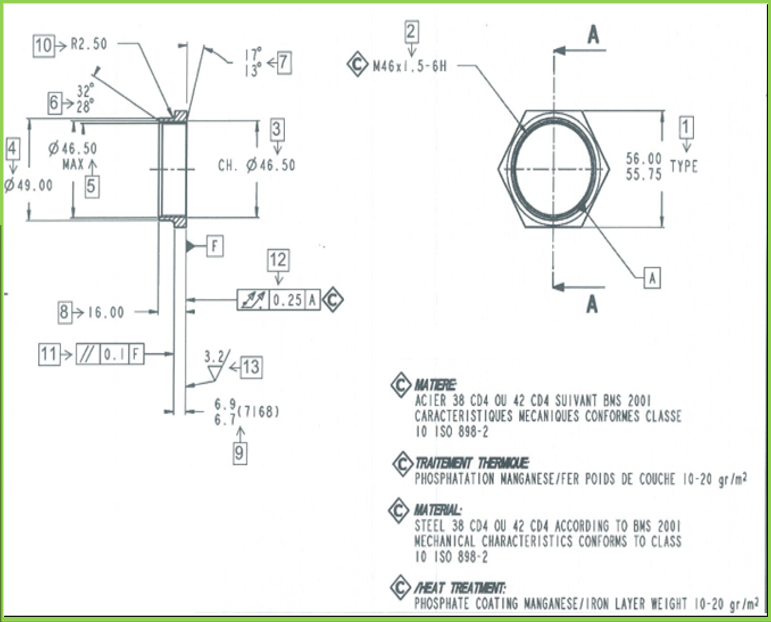 10 R2.50
17°
13° 7
2
C M46x1.5-6H
A
32°
28°
6
3
4
Ø46.50
MAX
5
CH. Ø46.50
Ø49.00
1
56.00
55.75 TYPE
F
12
0.25 A C
A
A
8 16.00
11 // 0.1 F
3.2
13
6.9
6.7 (7168)
9
C MATIERE:
ACIER 38 CD4 OU 42 CD4 SUIVANT BMS 2001
CARACTERISTIQUES MECANIQUES CONFORMES CLASSE
10 ISO 898-2
C TRAITEMENT THERMIQUE:
PHOSPHATATION MANGANESE/FER POIDS DE COUCHE 10-20 gr/m²
C MATERIAL:
STEEL 38 CD4 OU 42 CD4 ACCORDING TO BMS 2001
MECHANICAL CHARACTERISTICS CONFORMS TO CLASS
10 ISO 898-2
C /HEAT TREATMENT:
PHOSPHATE COATING MANGANESE/IRON LAYER WEIGHT 10-20 gr/m²